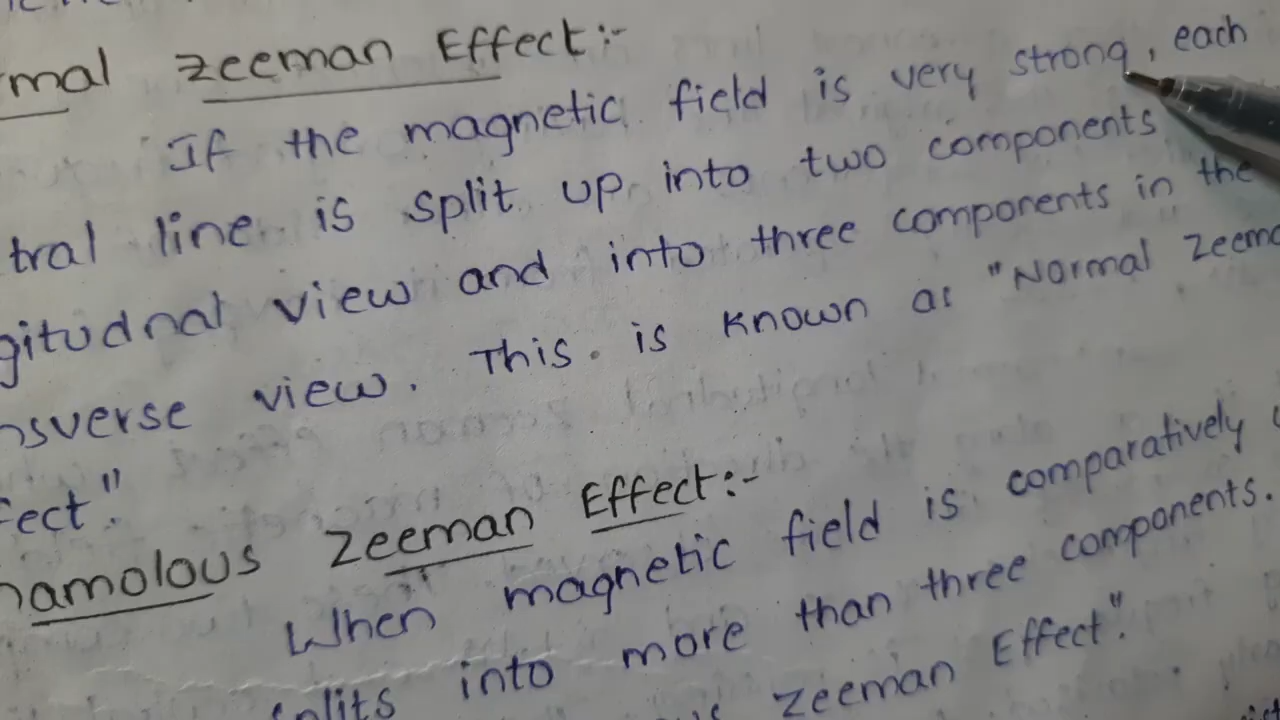 mal Zeeman Effect:-
If the magnetic field is very strong, each
tral line is split up into two components
gitudnal view and into three components in the
nsverse view. This is known as "Normal Zeema
fect".
namolous Zeeman Effect:-
When magnetic field is comparatively
splits into more than three components.
Zeeman Effect".